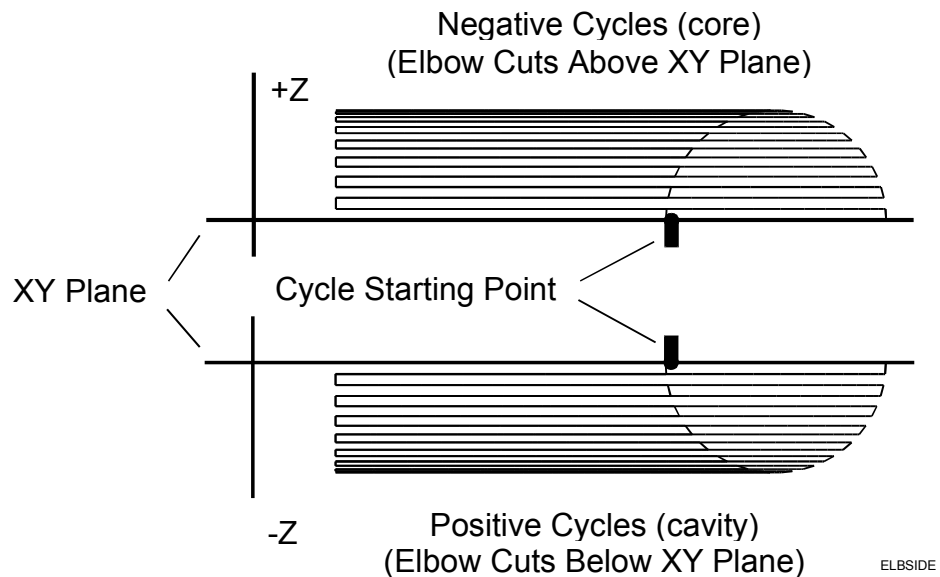 Negative Cycles (core)
(Elbow Cuts Above XY Plane)
+Z
XY Plane
Cycle Starting Point
-Z
Positive Cycles (cavity)
(Elbow Cuts Below XY Plane)
ELBSIDE